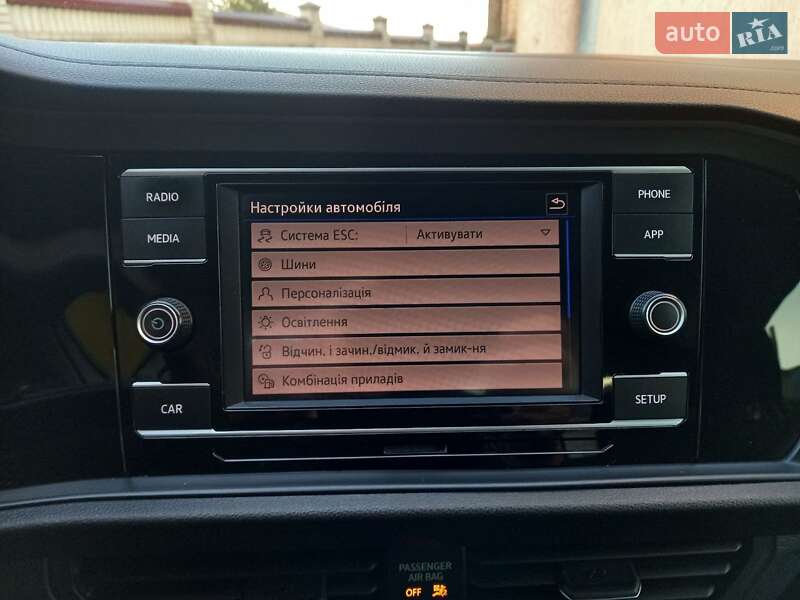 auto RIA
.com
RADIO
MEDIA
CAR
Настройки автомобіля
Система ESC: Активувати
Шини
Персоналізація
Освітлення
Відчин. і зачин./відмик. й замик-ня
Комбінація приладів
PHONE
APP
SETUP
PASSENGER
AIR BAG
OFF